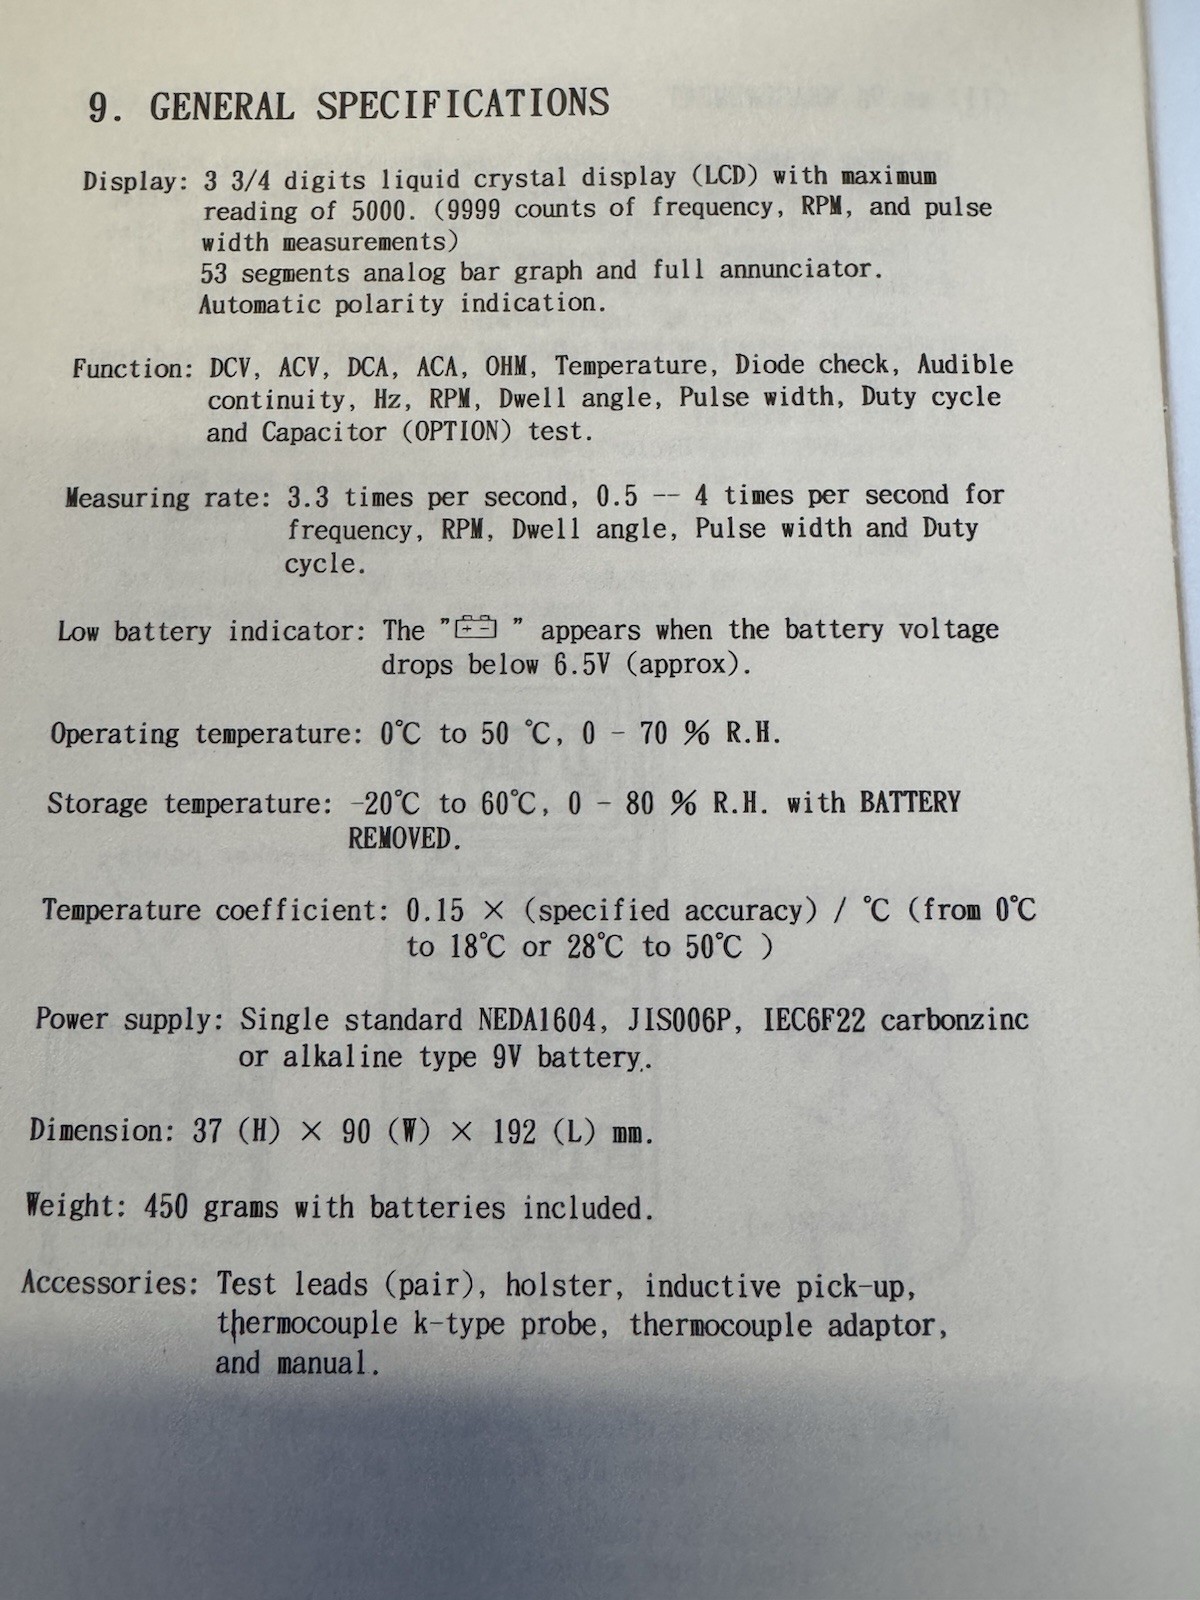 9. GENERAL SPECIFICATIONS
Display: 3 3/4 digits liquid crystal display (LCD) with maximum
reading of 5000. (9999 counts of frequency, RPM, and pulse
width measurements)
53 segments analog bar graph and full annunciator.
Automatic polarity indication.
Function: DCV, ACV, DCA, ACA, OHM, Temperature, Diode check, Audible
continuity, Hz, RPM, Dwell angle, Pulse width, Duty cycle
and Capacitor (OPTION) test.
Measuring rate: 3.3 times per second, 0.5 -- 4 times per second for
frequency, RPM, Dwell angle, Pulse width and Duty
cycle.
Low battery indicator: The " " appears when the battery voltage
drops below 6.5V (approx).
Operating temperature: 0℃ to 50 ℃, 0 - 70 % R.H.
Storage temperature: -20℃ to 60℃, 0 - 80 % R.H. with BATTERY
REMOVED.
Temperature coefficient: 0.15 × (specified accuracy) / ℃ (from 0℃
to 18℃ or 28℃ to 50℃ )
Power supply: Single standard NEDA1604, JIS006P, IEC6F22 carbonzinc
or alkaline type 9V battery.
Dimension: 37 (H) × 90 (W) × 192 (L) mm.
Weight: 450 grams with batteries included.
Accessories: Test leads (pair), holster, inductive pick-up,
thermocouple k-type probe, thermocouple adaptor,
and manual.